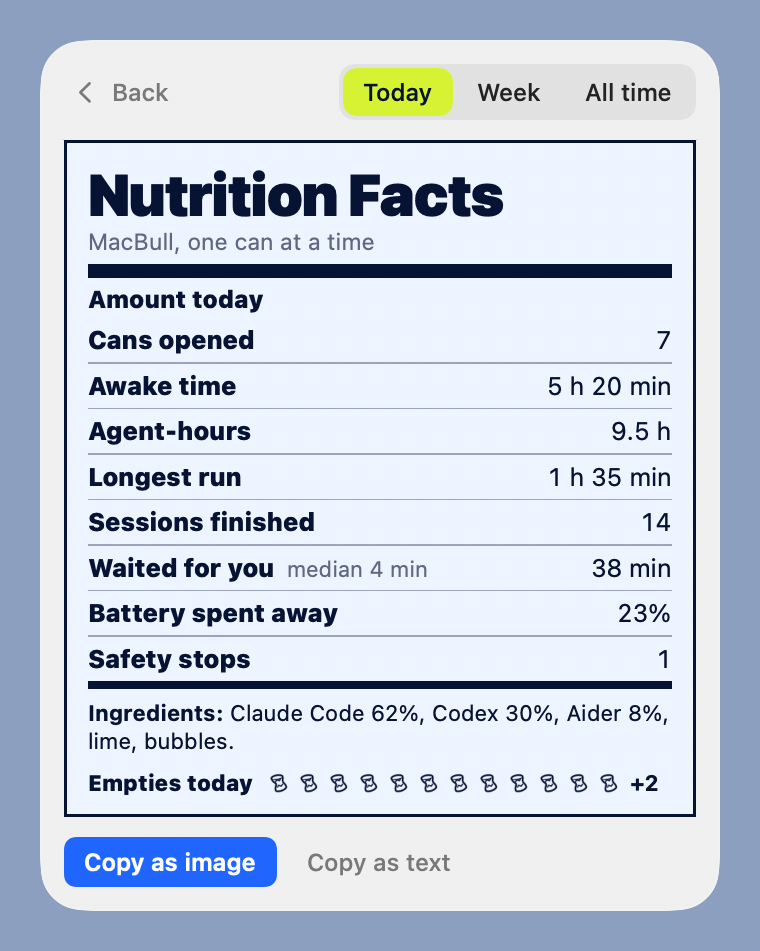 Back
Today Week All time
Nutrition Facts
MacBull, one can at a time
Amount today
Cans opened 7
Awake time 5 h 20 min
Agent-hours 9.5 h
Longest run 1 h 35 min
Sessions finished 14
Waited for you median 4 min 38 min
Battery spent away 23%
Safety stops 1
Ingredients: Claude Code 62%, Codex 30%, Aider 8%,
lime, bubbles.
Empties today +2
Copy as image Copy as text